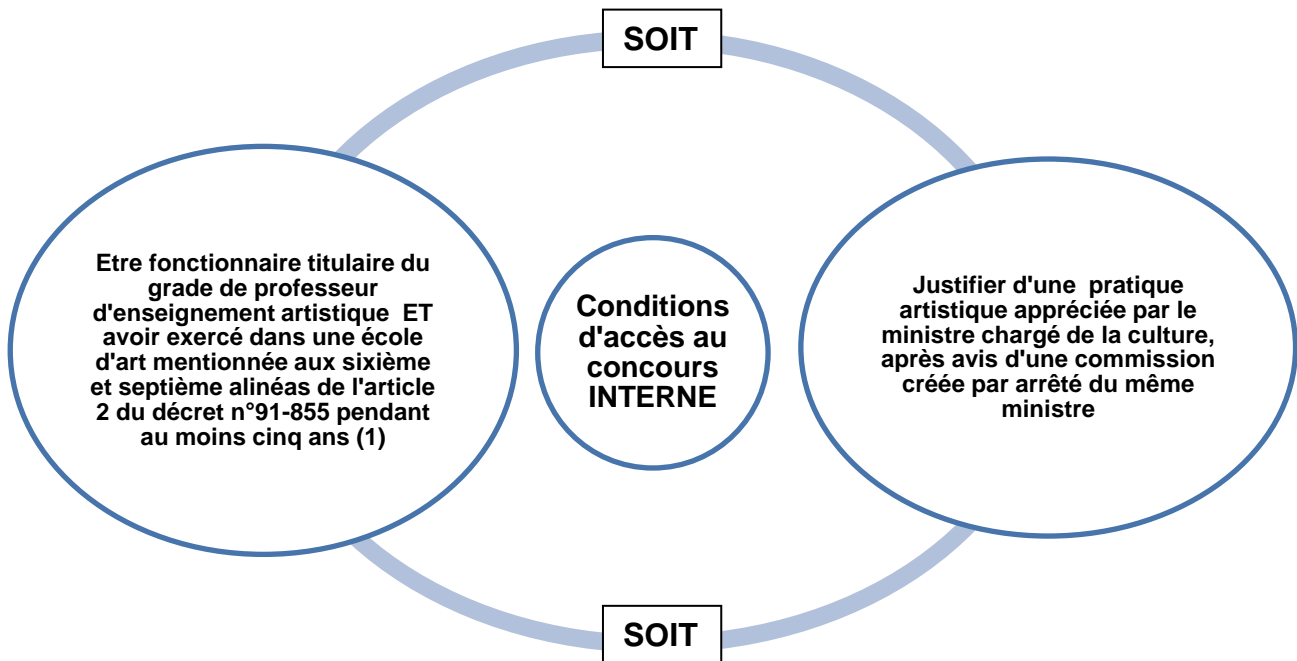 SOIT
Etre fonctionnaire titulaire du
grade de professeur
d'enseignement artistique ET
avoir exercé dans une école
d'art mentionnée aux sixième
et septième alinéas de l'article
2 du décret n°91-855 pendant
au moins cinq ans (1)
Conditions
d'accès au
concours
INTERNE
Justifier d'une pratique
artistique appréciée par le
ministre chargé de la culture,
après avis d'une commission
créée par arrêté du même
ministre
SOIT